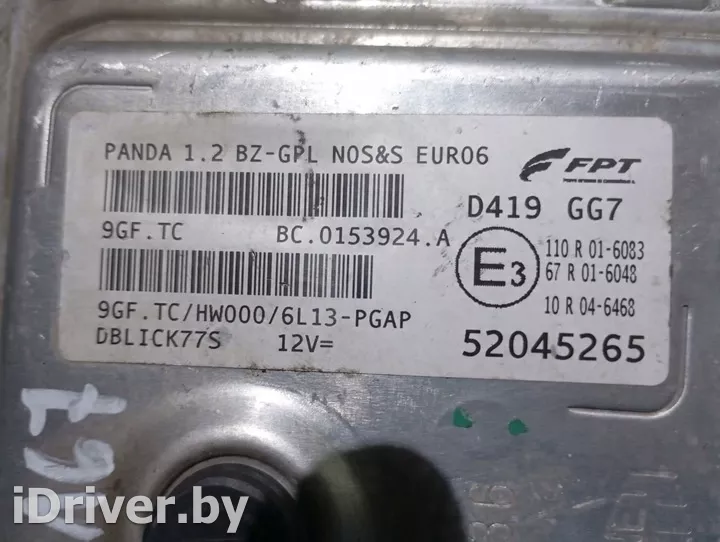 PANDA 1.2 BZ-GPL NOS&S EURO6
FPT
D419 GG7
9GF.TC BC.0153924.A
E3
110 R 01-6083
67 R 01-6048
10 R 04-6468
9GF.TC/HW000/6L13-PGAP
DBLICK77S 12V=
52045265
iDriver.by